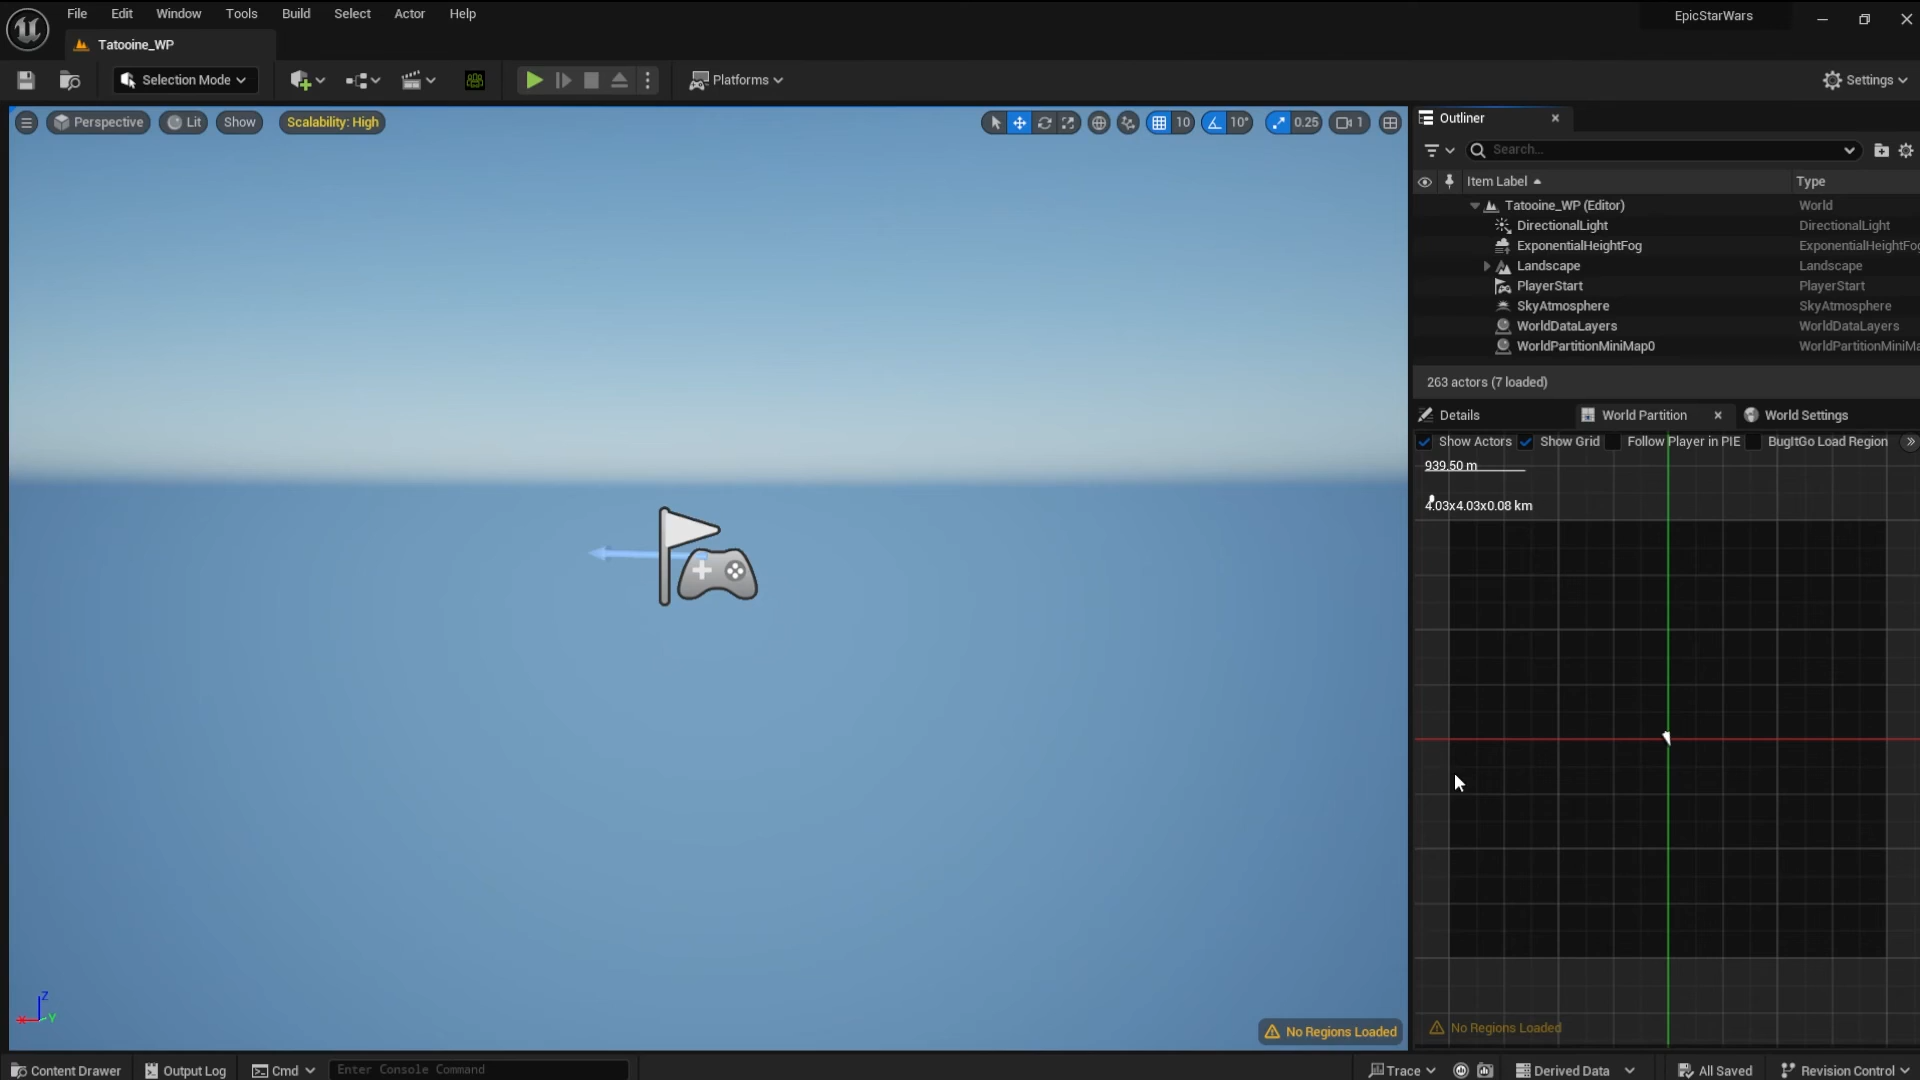 File Edit Window Tools Build Select Actor Help
EpicStarWars
Tatooine_WP
Selection Mode
Platforms
Settings
Perspective Lit Show Scalability: High
10 10° 0.25 1
Outliner
Search...
Item Label Type
Tatooine_WP (Editor) World
DirectionalLight DirectionalLight
ExponentialHeightFog ExponentialHeightFog
Landscape Landscape
PlayerStart PlayerStart
SkyAtmosphere SkyAtmosphere
WorldDataLayers WorldDataLayers
WorldPartitionMiniMap0 WorldPartitionMiniMa
263 actors (7 loaded)
Details World Partition World Settings
Show Actors Show Grid Follow Player in PIE BugItGo Load Region
939.50 m
4.03x4.03x0.08 km
Z
X Y
No Regions Loaded
No Regions Loaded
Content Drawer Output Log Cmd Enter Console Command Trace Derived Data All Saved Revision Control